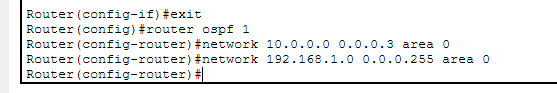 Router(config-if)#exit
Router(config)#router ospf 1
Router(config-router)#network 10.0.0.0 0.0.0.3 area 0
Router(config-router)#network 192.168.1.0 0.0.0.255 area 0
Router(config-router)#